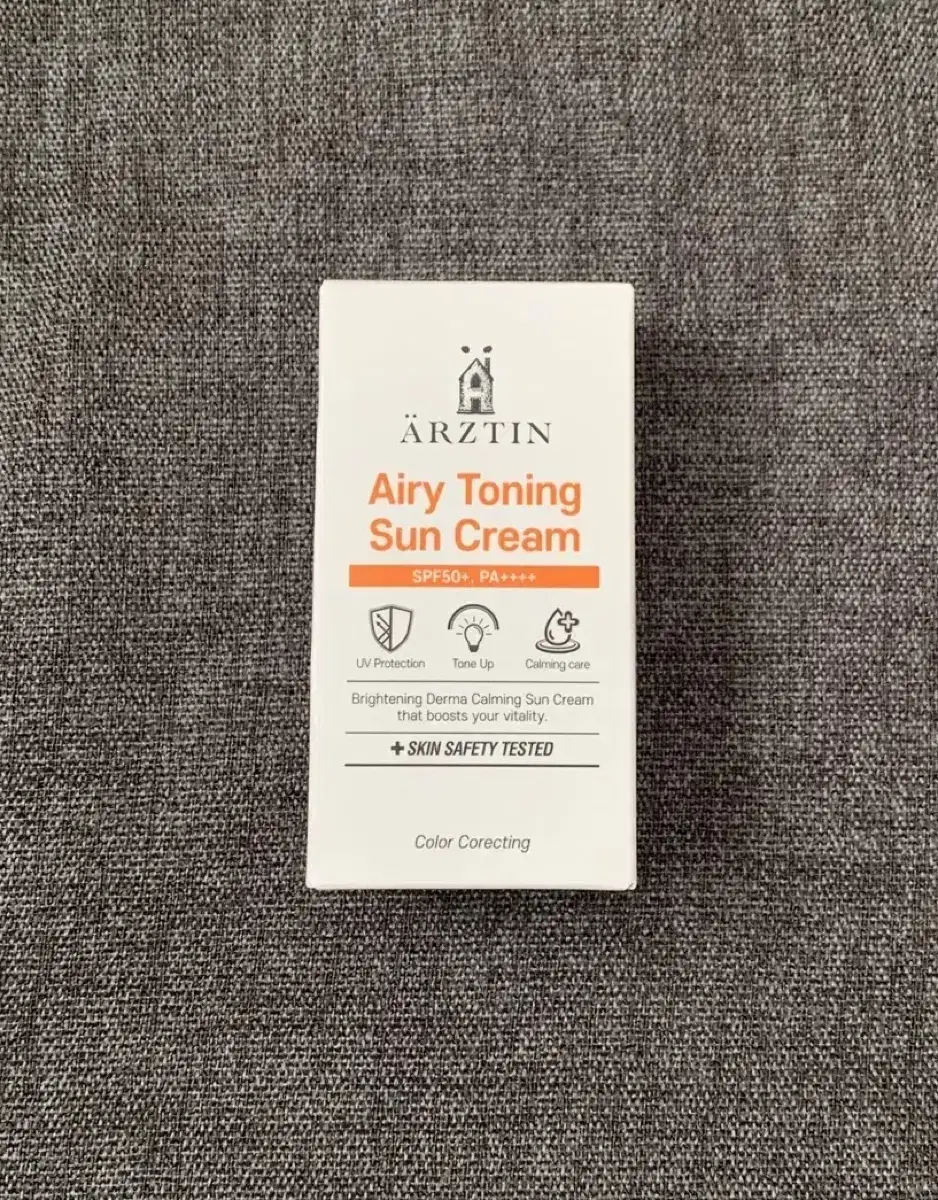 ÄRZTIN
Airy Toning
Sun Cream
SPF50+, PA++++
UV Protection Tone Up Calming care
Brightening Derma Calming Sun Cream
that boosts your vitality.
+ SKIN SAFETY TESTED
Color Corecting